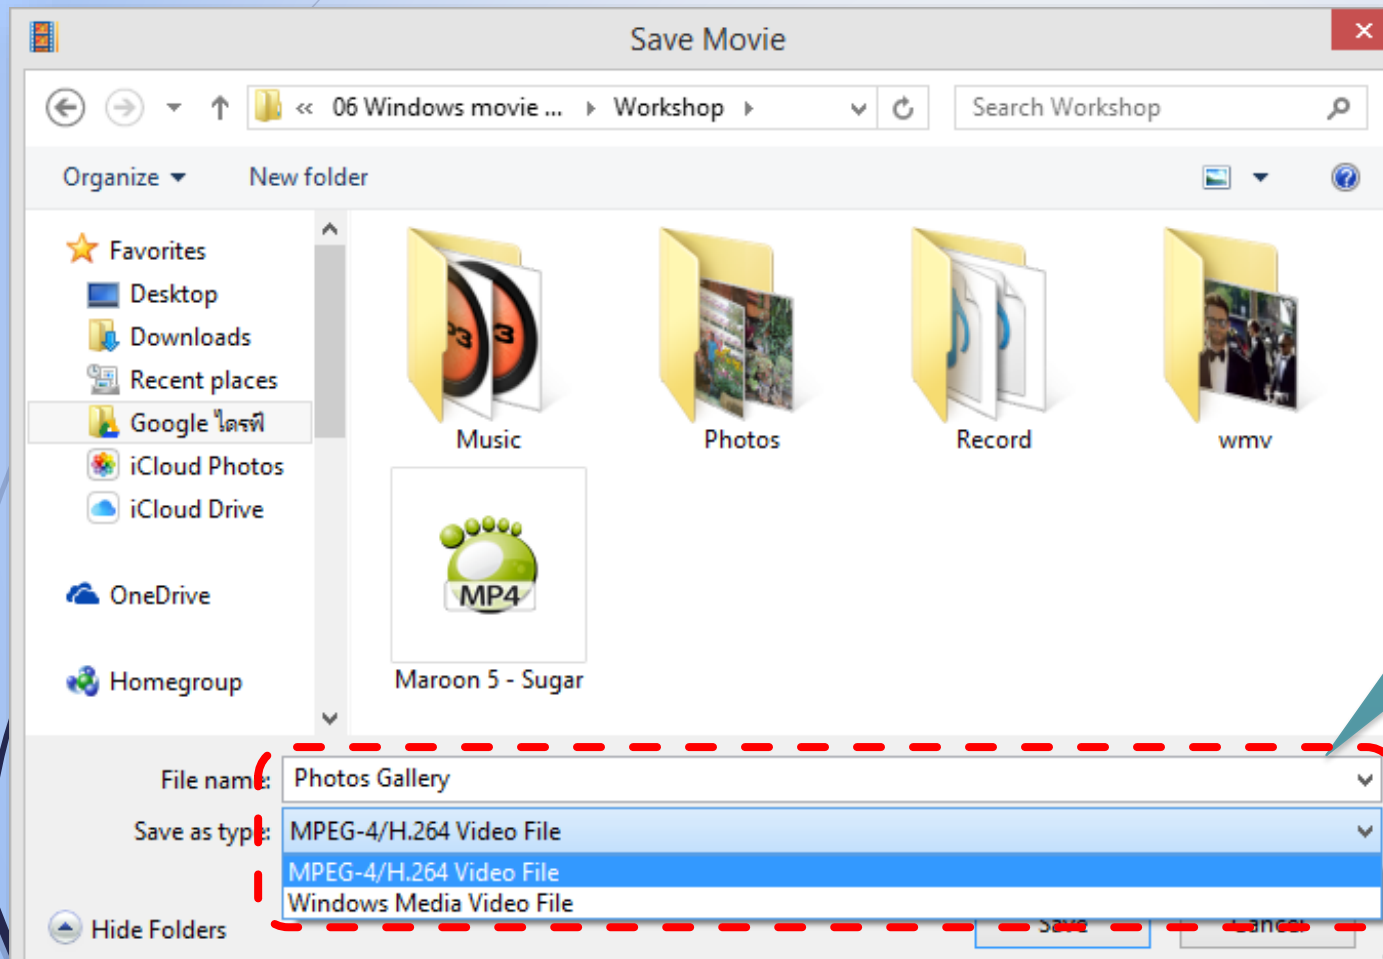 Save Movie
« 06 Windows movie ... Workshop
Search Workshop
Organize
New folder
Favorites
Desktop
Downloads
Recent places
Google ไดรฟ์
iCloud Photos
iCloud Drive
OneDrive
Homegroup
Music
Photos
Record
wmv
MP4
Maroon 5 - Sugar
File name: Photos Gallery
Save as type: MPEG-4/H.264 Video File
MPEG-4/H.264 Video File
Windows Media Video File
Hide Folders
Save
Cancel